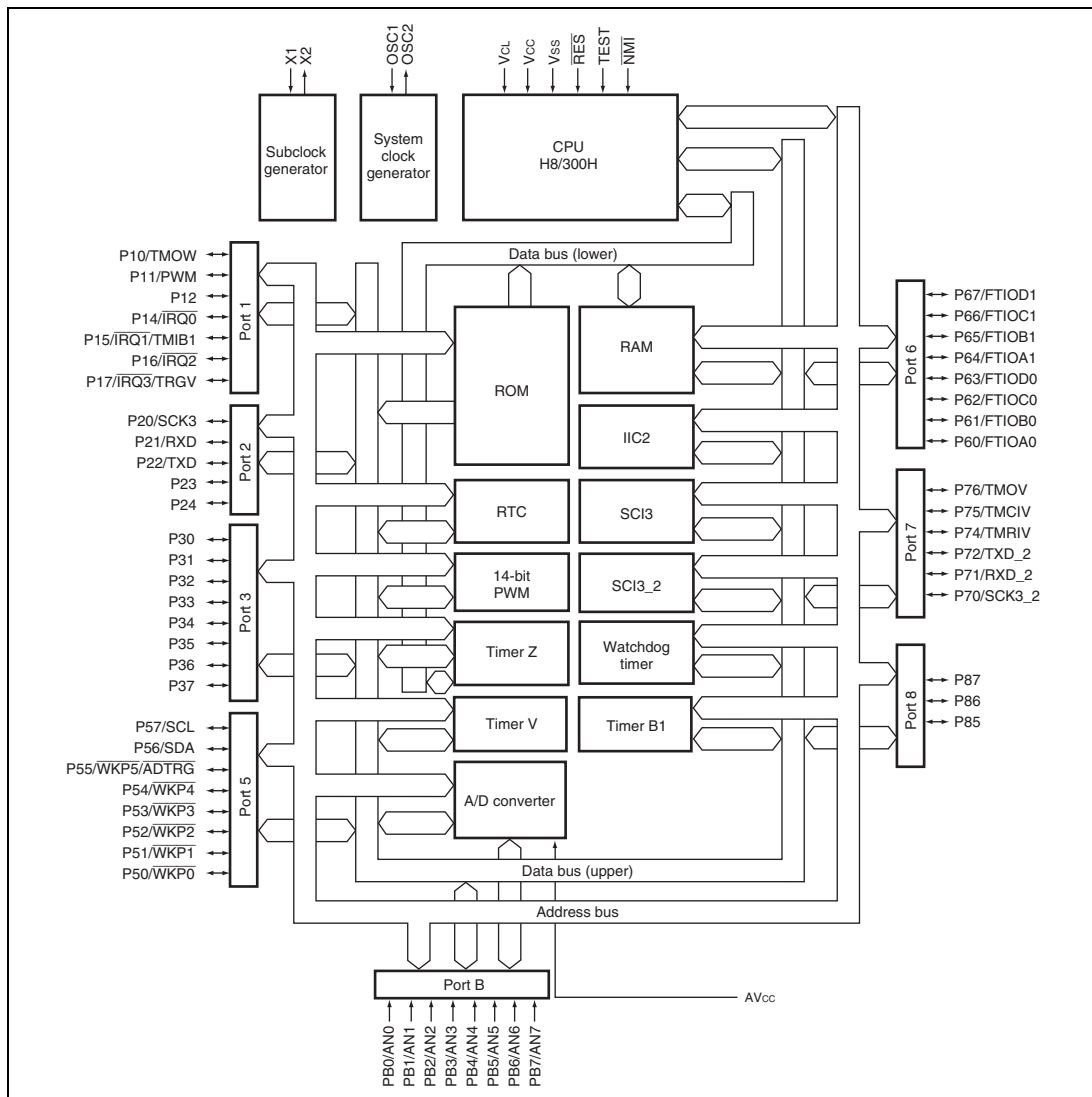 X1
X2
OSC1
OSC2
VCL
VCC
VSS
RES
TEST
NMI
Subclock
generator
System
clock
generator
CPU
H8/300H
Data bus (lower)
P10/TMOW
P11/PWM
P12
P14/IRQ0
P15/IRQ1/TMIB1
P16/IRQ2
P17/IRQ3/TRGV
Port 1
P20/SCK3
P21/RXD
P22/TXD
P23
P24
Port 2
P30
P31
P32
P33
P34
P35
P36
P37
Port 3
P57/SCL
P56/SDA
P55/WKP5/ADTRG
P54/WKP4
P53/WKP3
P52/WKP2
P51/WKP1
P50/WKP0
Port 5
ROM
RAM
IIC2
RTC
SCI3
14-bit
PWM
SCI3_2
Timer Z
Watchdog
timer
Timer V
Timer B1
A/D converter
Port 6
P67/FTIOD1
P66/FTIOC1
P65/FTIOB1
P64/FTIOA1
P63/FTIOD0
P62/FTIOC0
P61/FTIOB0
P60/FTIOA0
Port 7
P76/TMOV
P75/TMCIV
P74/TMRIV
P72/TXD_2
P71/RXD_2
P70/SCK3_2
Port 8
P87
P86
P85
Data bus (upper)
Address bus
Port B
AVCC
PB0/AN0
PB1/AN1
PB2/AN2
PB3/AN3
PB4/AN4
PB5/AN5
PB6/AN6
PB7/AN7